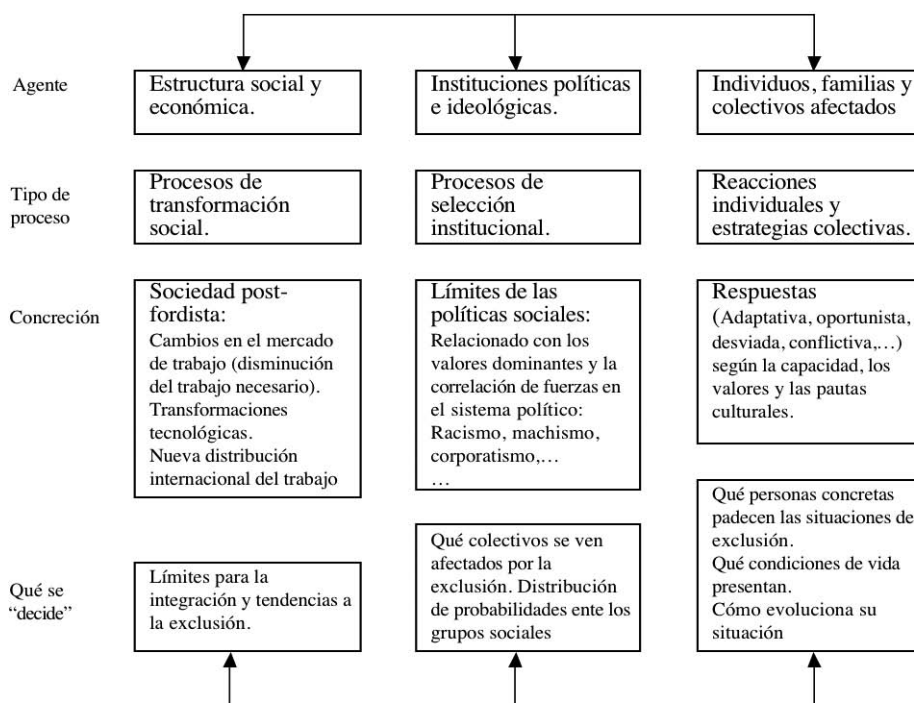 Agente
Estructura social y
económica.
Instituciones políticas
e ideológicas.
Individuos, familias y
colectivos afectados
Tipo de
proceso
Procesos de
transformación
social.
Procesos de
selección
institucional.
Reacciones
individuales y
estrategias colectivas.
Concreción
Sociedad post-
fordista:
Cambios en el mercado
de trabajo (disminución
del trabajo necesario).
Transformaciones
tecnológicas.
Nueva distribución
internacional del trabajo
Límites de las
políticas sociales:
Relacionado con los
valores dominantes y la
correlación de fuerzas en
el sistema político:
Racismo, machismo,
corporatismo,…
…
Respuestas
(Adaptativa, oportunista,
desviada, conflictiva,…)
según la capacidad, los
valores y las pautas
culturales.
Qué se
“decide”
Límites para la
integración y tendencias a
la exclusión.
Qué colectivos se ven
afectados por la
exclusión. Distribución
de probabilidades ente los
grupos sociales
Qué personas concretas
padecen las situaciones de
exclusión.
Qué condiciones de vida
presentan.
Cómo evoluciona su
situación